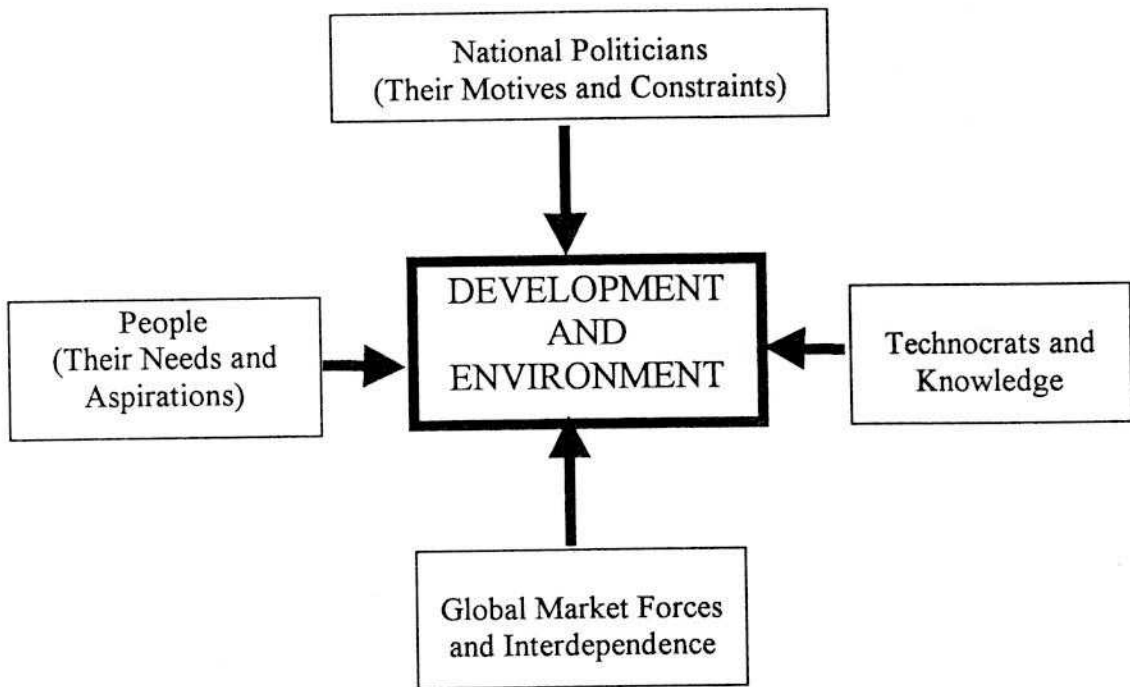 National Politicians
(Their Motives and Constraints)
People
(Their Needs and
Aspirations)
DEVELOPMENT
AND
ENVIRONMENT
Technocrats and
Knowledge
Global Market Forces
and Interdependence